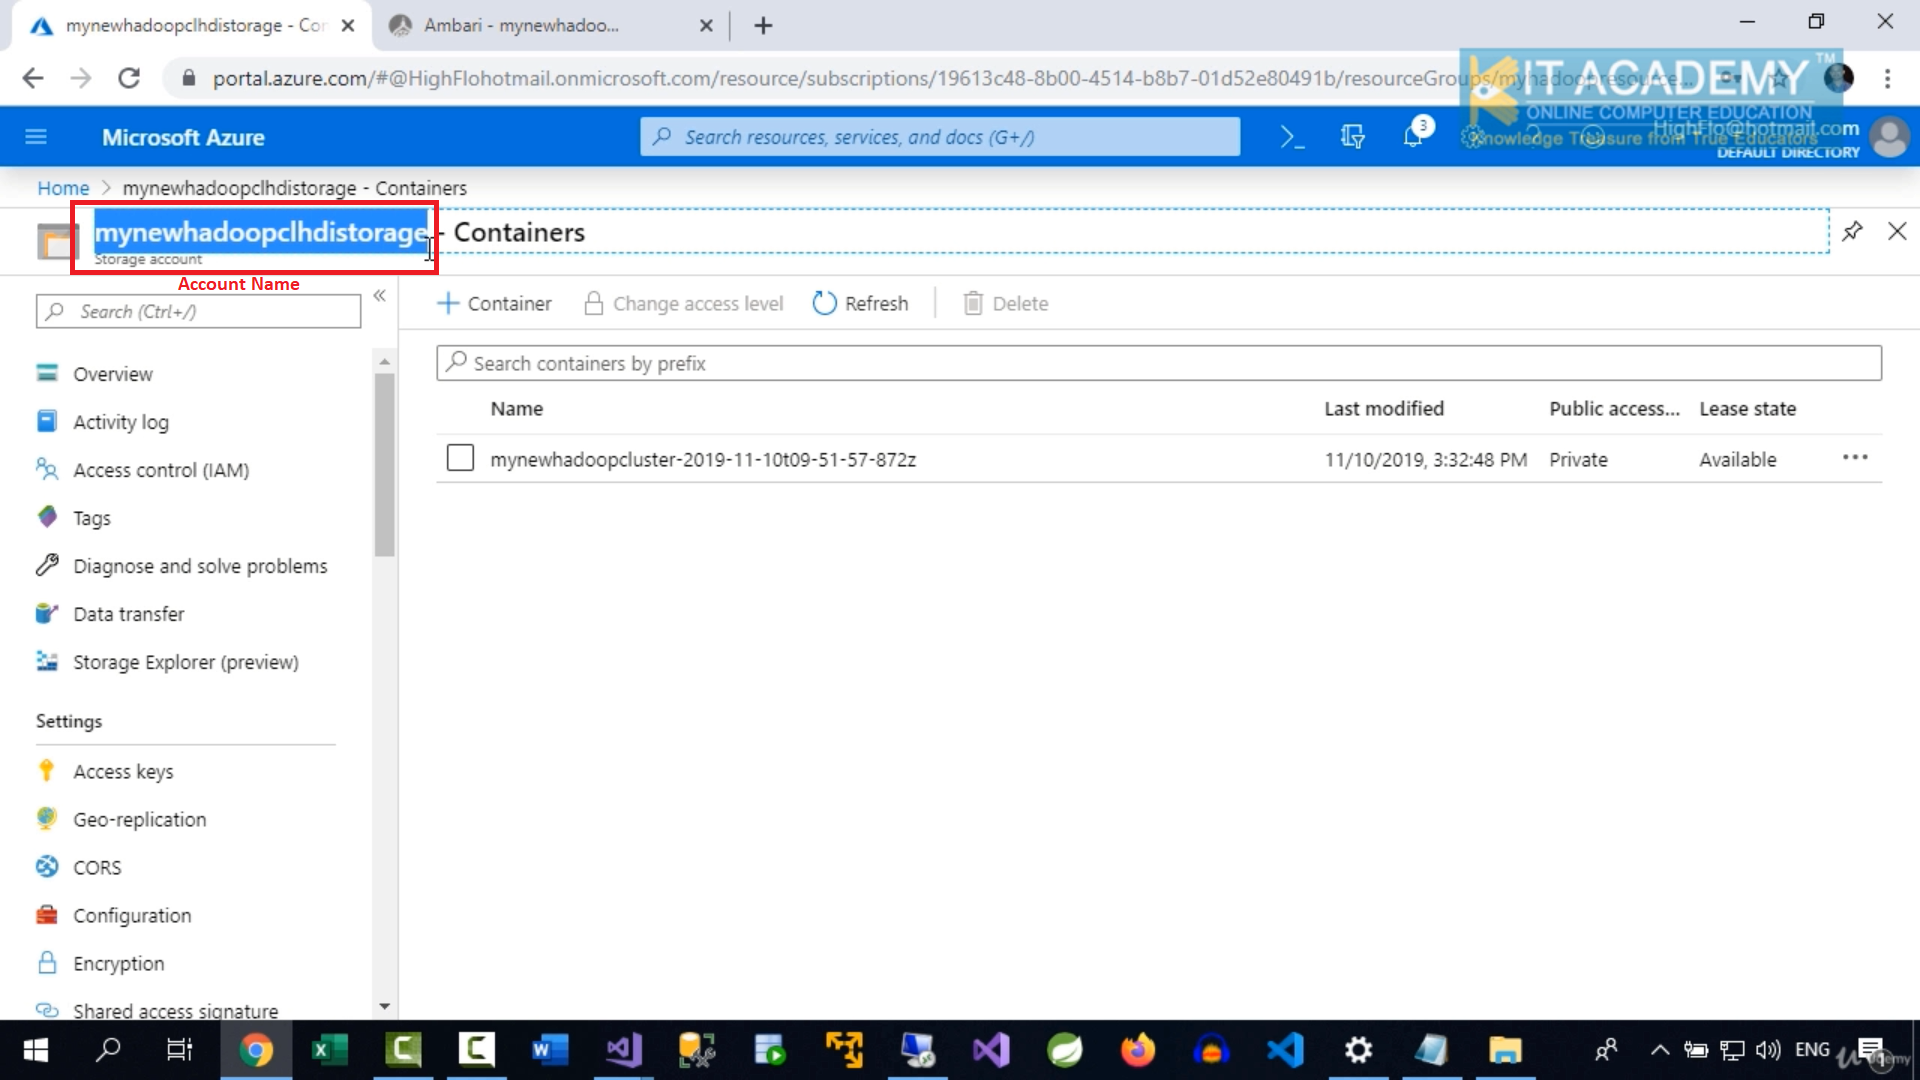 mynewhadoopclhdistorage - Con
Ambari - mynewhadoo...
portal.azure.com/#@HighFlohotmail.onmicrosoft.com/resource/subscriptions/19613c48-8b00-4514-b8b7-01d52e80491b/resourceGroups/myhadoopresource...
IT ACADEMY TM
ONLINE COMPUTER EDUCATION
Knowledge Treasure from True Educators
Microsoft Azure
Search resources, services, and docs (G+/)
3
HighFlo@hotmail.com
DEFAULT DIRECTORY
Home > mynewhadoopclhdistorage - Containers
mynewhadoopclhdistorage - Containers
Storage account
Account Name
Search (Ctrl+/)
«
Container
Change access level
Refresh
Delete
Search containers by prefix
Name Last modified Public access... Lease state
mynewhadoopcluster-2019-11-10t09-51-57-872z 11/10/2019, 3:32:48 PM Private Available ...
Overview
Activity log
Access control (IAM)
Tags
Diagnose and solve problems
Data transfer
Storage Explorer (preview)
Settings
Access keys
Geo-replication
CORS
Configuration
Encryption
Shared access signature
ENG
udemy
1